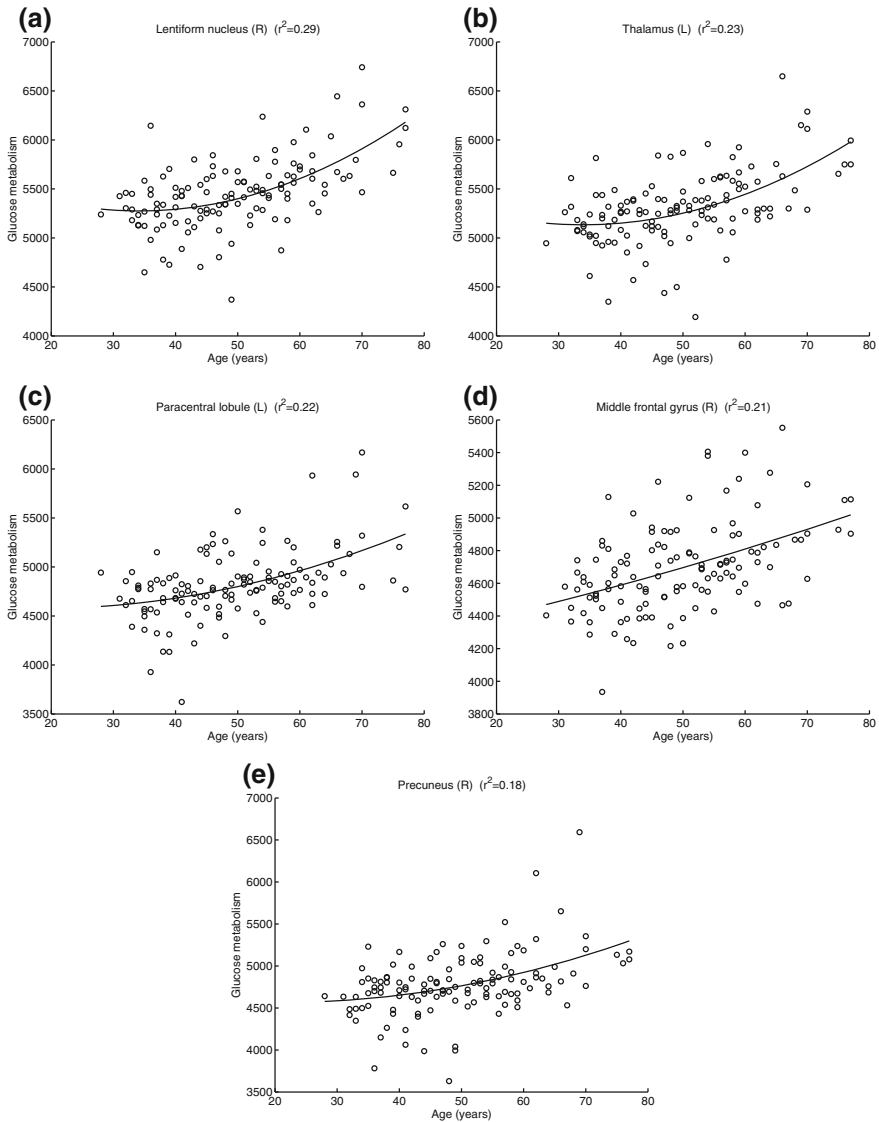 (a)
Lentiform nucleus (R) (r²=0.29)
7000
6500
6000
5500
5000
4500
4000
Glucose metabolism
20 30 40 50 60 70 80
Age (years)
(b)
Thalamus (L) (r²=0.23)
7000
6500
6000
5500
5000
4500
4000
Glucose metabolism
20 30 40 50 60 70 80
Age (years)
(c)
Paracentral lobule (L) (r²=0.22)
6500
6000
5500
5000
4500
4000
3500
Glucose metabolism
20 30 40 50 60 70 80
Age (years)
(d)
Middle frontal gyrus (R) (r²=0.21)
5600
5400
5200
5000
4800
4600
4400
4200
4000
3800
Glucose metabolism
20 30 40 50 60 70 80
Age (years)
(e)
Precuneus (R) (r²=0.18)
7000
6500
6000
5500
5000
4500
4000
3500
Glucose metabolism
20 30 40 50 60 70 80
Age (years)